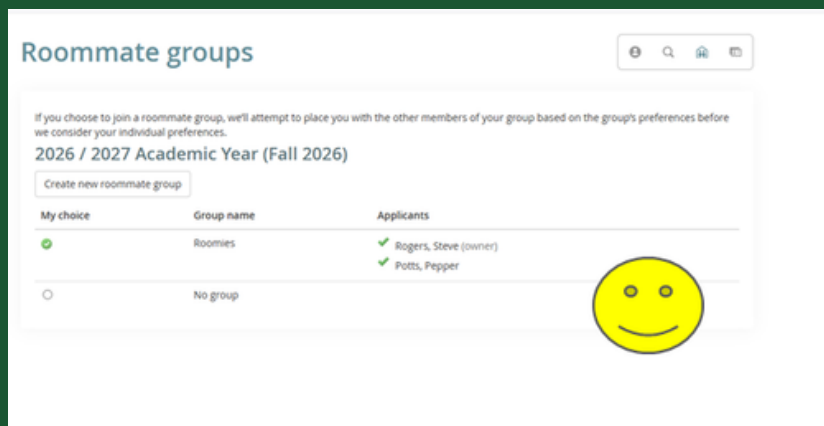 Roommate groups
If you choose to join a roommate group, we'll attempt to place you with the other members of your group based on the group's preferences before
we consider your individual preferences.
2026 / 2027 Academic Year (Fall 2026)
Create new roommate group
My choice Group name Applicants
Roomies Rogers, Steve (owner)
Potts, Pepper
No group